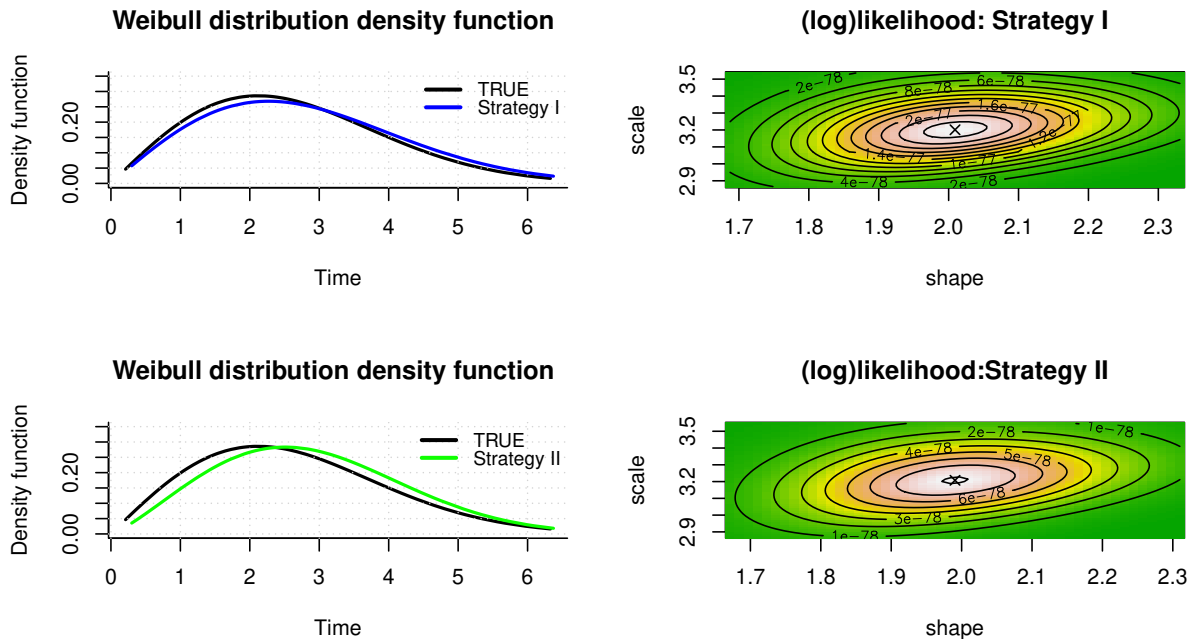 Weibull distribution density function
Density function
0.00 0.20
TRUE
Strategy I
0 1 2 3 4 5 6
Time
(log)likelihood: Strategy I
scale
2.9 3.2 3.5
2e−78
8e−78
6e−78
1.6e−77
2e−77
1.2e−77
1.4e−77
1e−77
4e−78
2e−78
1.7 1.8 1.9 2.0 2.1 2.2 2.3
shape
Weibull distribution density function
Density function
0.00 0.20
TRUE
Strategy II
0 1 2 3 4 5 6
Time
(log)likelihood:Strategy II
scale
2.9 3.2 3.5
1e−78
2e−78
4e−78
5e−78
6e−78
3e−78
1e−78
1.7 1.8 1.9 2.0 2.1 2.2 2.3
shape